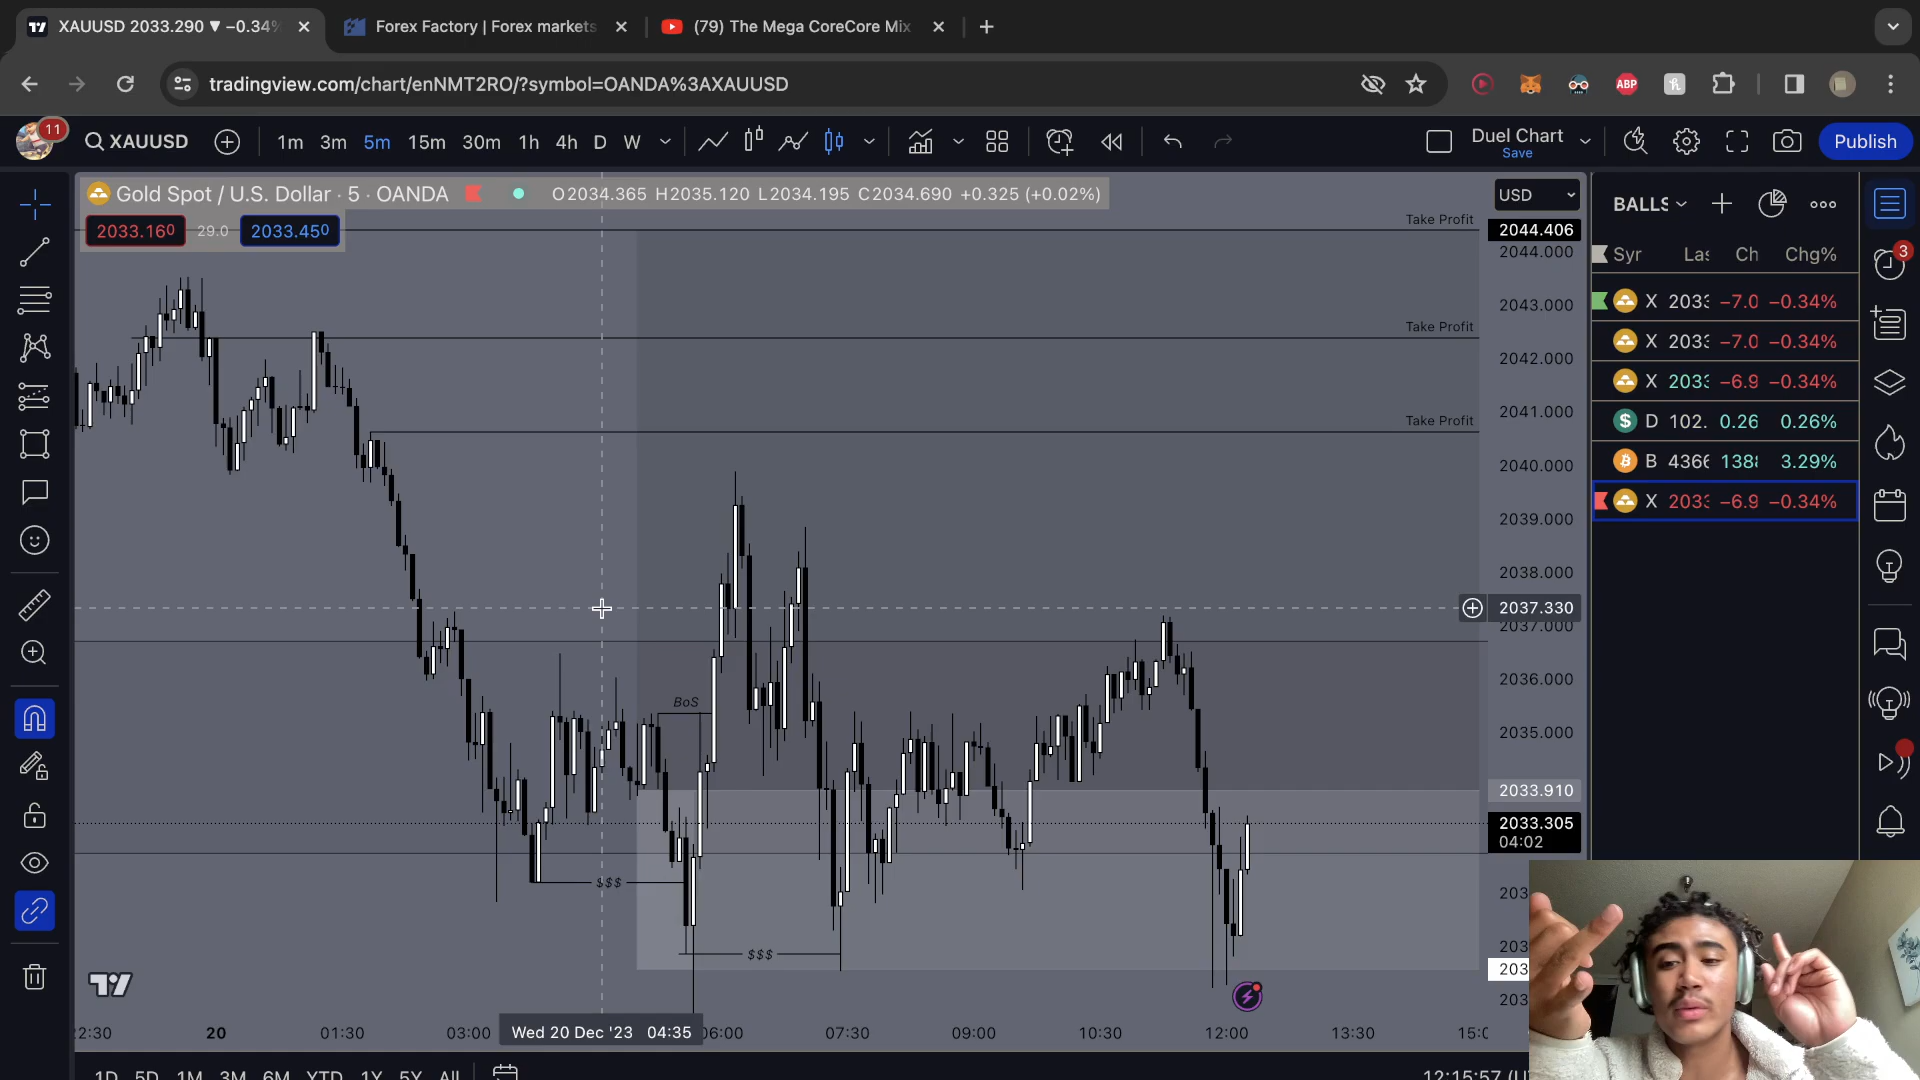 XAUUSD 2033.290 ▼ −0.34%
Forex Factory | Forex markets
(79) The Mega CoreCore Mix
tradingview.com/chart/enNMT2RO/?symbol=OANDA%3AXAUUSD
ABP
11
XAUUSD
1m 3m 5m 15m 30m 1h 4h D W
Duel Chart
Save
Publish
Gold Spot / U.S. Dollar · 5 · OANDA
O2034.365 H2035.120 L2034.195 C2034.690 +0.325 (+0.02%)
2033.160
29.0
2033.450
USD
BALLS
Syr Las Ch Chg%
X 2033 −7.0 −0.34%
X 2033 −7.0 −0.34%
X 2033 −6.9 −0.34%
D 102. 0.26 0.26%
B 4366 1388 3.29%
X 2033 −6.9 −0.34%
3
Take Profit
2044.406
2044.000
2043.000
Take Profit
2042.000
2041.000
Take Profit
2040.000
2039.000
2038.000
2037.330
2037.000
2036.000
BoS
2035.000
2033.910
2033.305
04:02
$$$
203
$$$
203
203
203
22:30 20 01:30 03:00 Wed 20 Dec '23 04:35 06:00 07:30 09:00 10:30 12:00 13:30 15:0
1D 5D 1M 3M 6M YTD 1Y 5Y All
12:15:57 (U